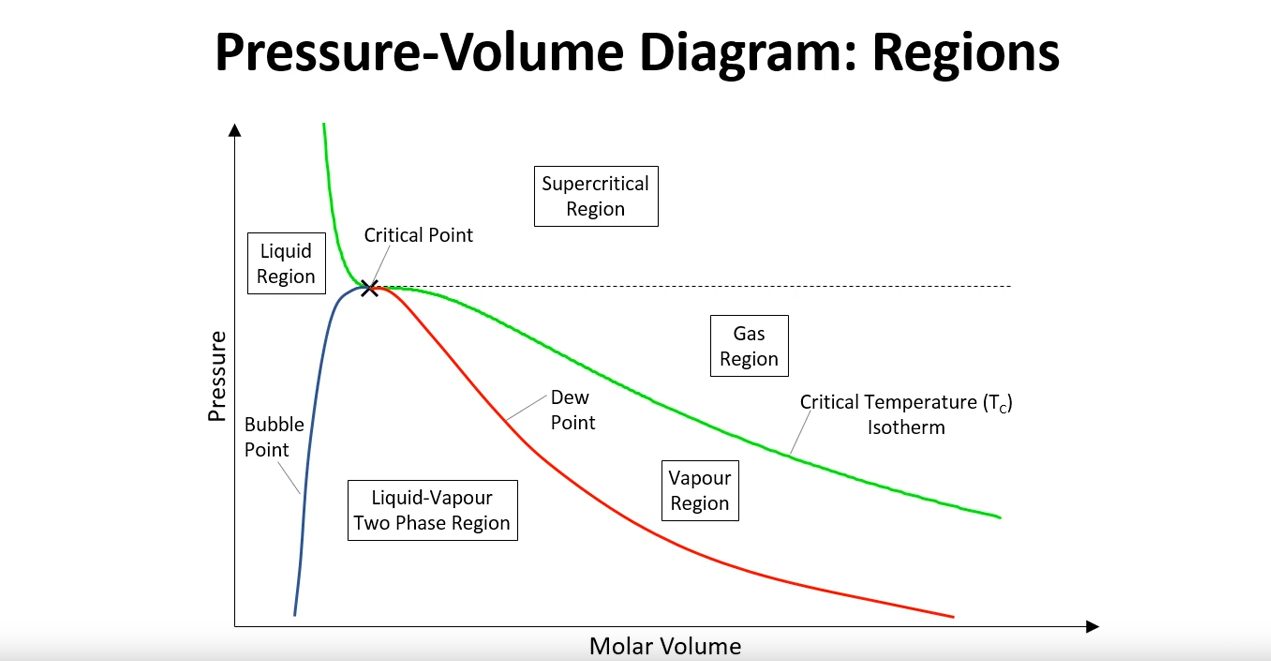 Pressure-Volume Diagram: Regions
Supercritical
Region
Critical Point
Liquid
Region
Gas
Region
Pressure
Dew
Point
Critical Temperature (TC)
Isotherm
Bubble
Point
Vapour
Region
Liquid-Vapour
Two Phase Region
Molar Volume